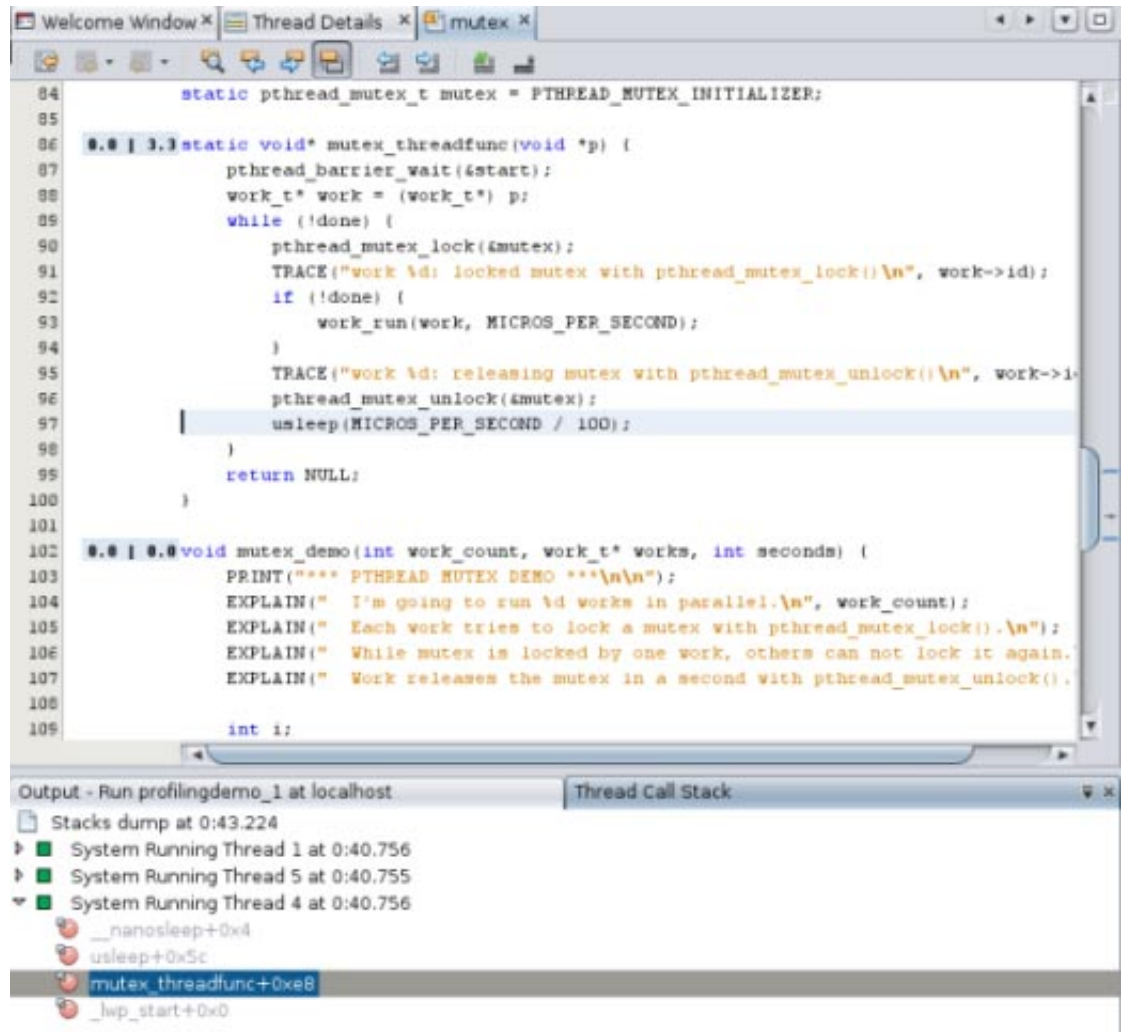 Welcome Window Thread Details mutex
84 static pthread_mutex_t mutex = PTHREAD_MUTEX_INITIALIZER;
85
86 0.0 | 3.3 static void* mutex_threadfunc(void *p) {
87 pthread_barrier_wait(&start);
88 work_t* work = (work_t*) p;
89 while (!done) {
90 pthread_mutex_lock(&mutex);
91 TRACE("work %d: locked mutex with pthread_mutex_lock()\n", work->id);
92 if (!done) {
93 work_run(work, MICROS_PER_SECOND);
94 }
95 TRACE("work %d: releasing mutex with pthread_mutex_unlock()\n", work->i
96 pthread_mutex_unlock(&mutex);
97 usleep(MICROS_PER_SECOND / 100);
98 }
99 return NULL;
100 }
101
102 0.0 | 0.0 void mutex_demo(int work_count, work_t* works, int seconds) {
103 PRINT("*** PTHREAD MUTEX DEMO ***\n\n");
104 EXPLAIN(" I'm going to run %d works in parallel.\n", work_count);
105 EXPLAIN(" Each work tries to lock a mutex with pthread_mutex_lock().\n");
106 EXPLAIN(" While mutex is locked by one work, others can not lock it again.
107 EXPLAIN(" Work releases the mutex in a second with pthread_mutex_unlock().
108
109 int i;
Output - Run profilingdemo_1 at localhost Thread Call Stack
Stacks dump at 0:43.224
System Running Thread 1 at 0:40.756
System Running Thread 5 at 0:40.755
System Running Thread 4 at 0:40.756
__nanosleep+0x4
usleep+0x5c
mutex_threadfunc+0xe8
_lwp_start+0x0